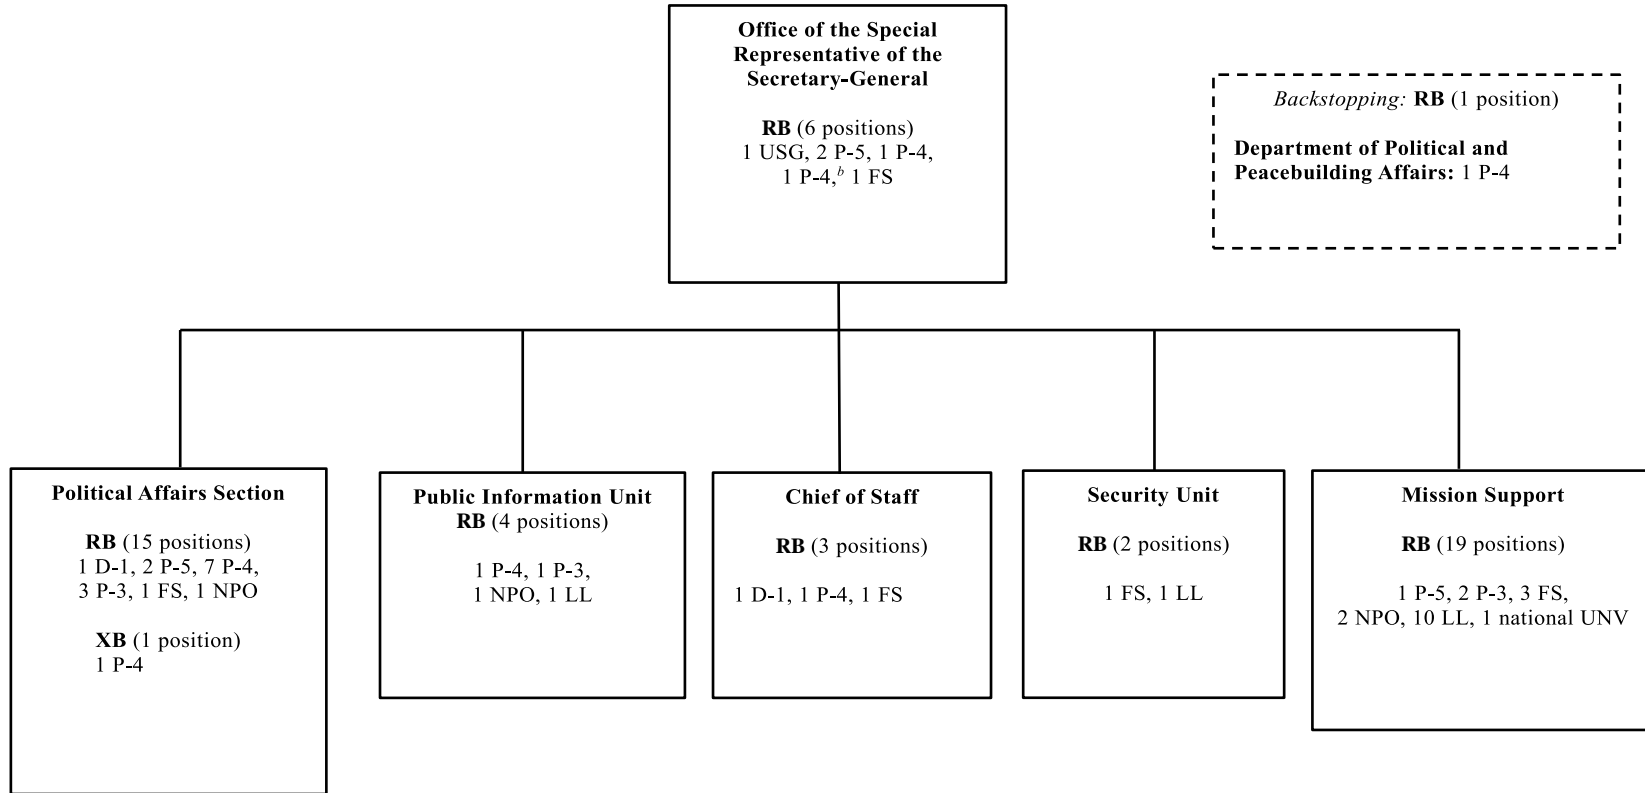 Office of the Special
Representative of the
Secretary-General
RB (6 positions)
1 USG, 2 P-5, 1 P-4,
1 P-4,b 1 FS
Backstopping: RB (1 position)
Department of Political and
Peacebuilding Affairs: 1 P-4
Political Affairs Section
RB (15 positions)
1 D-1, 2 P-5, 7 P-4,
3 P-3, 1 FS, 1 NPO
XB (1 position)
1 P-4
Public Information Unit
RB (4 positions)
1 P-4, 1 P-3,
1 NPO, 1 LL
Chief of Staff
RB (3 positions)
1 D-1, 1 P-4, 1 FS
Security Unit
RB (2 positions)
1 FS, 1 LL
Mission Support
RB (19 positions)
1 P-5, 2 P-3, 3 FS,
2 NPO, 10 LL, 1 national UNV